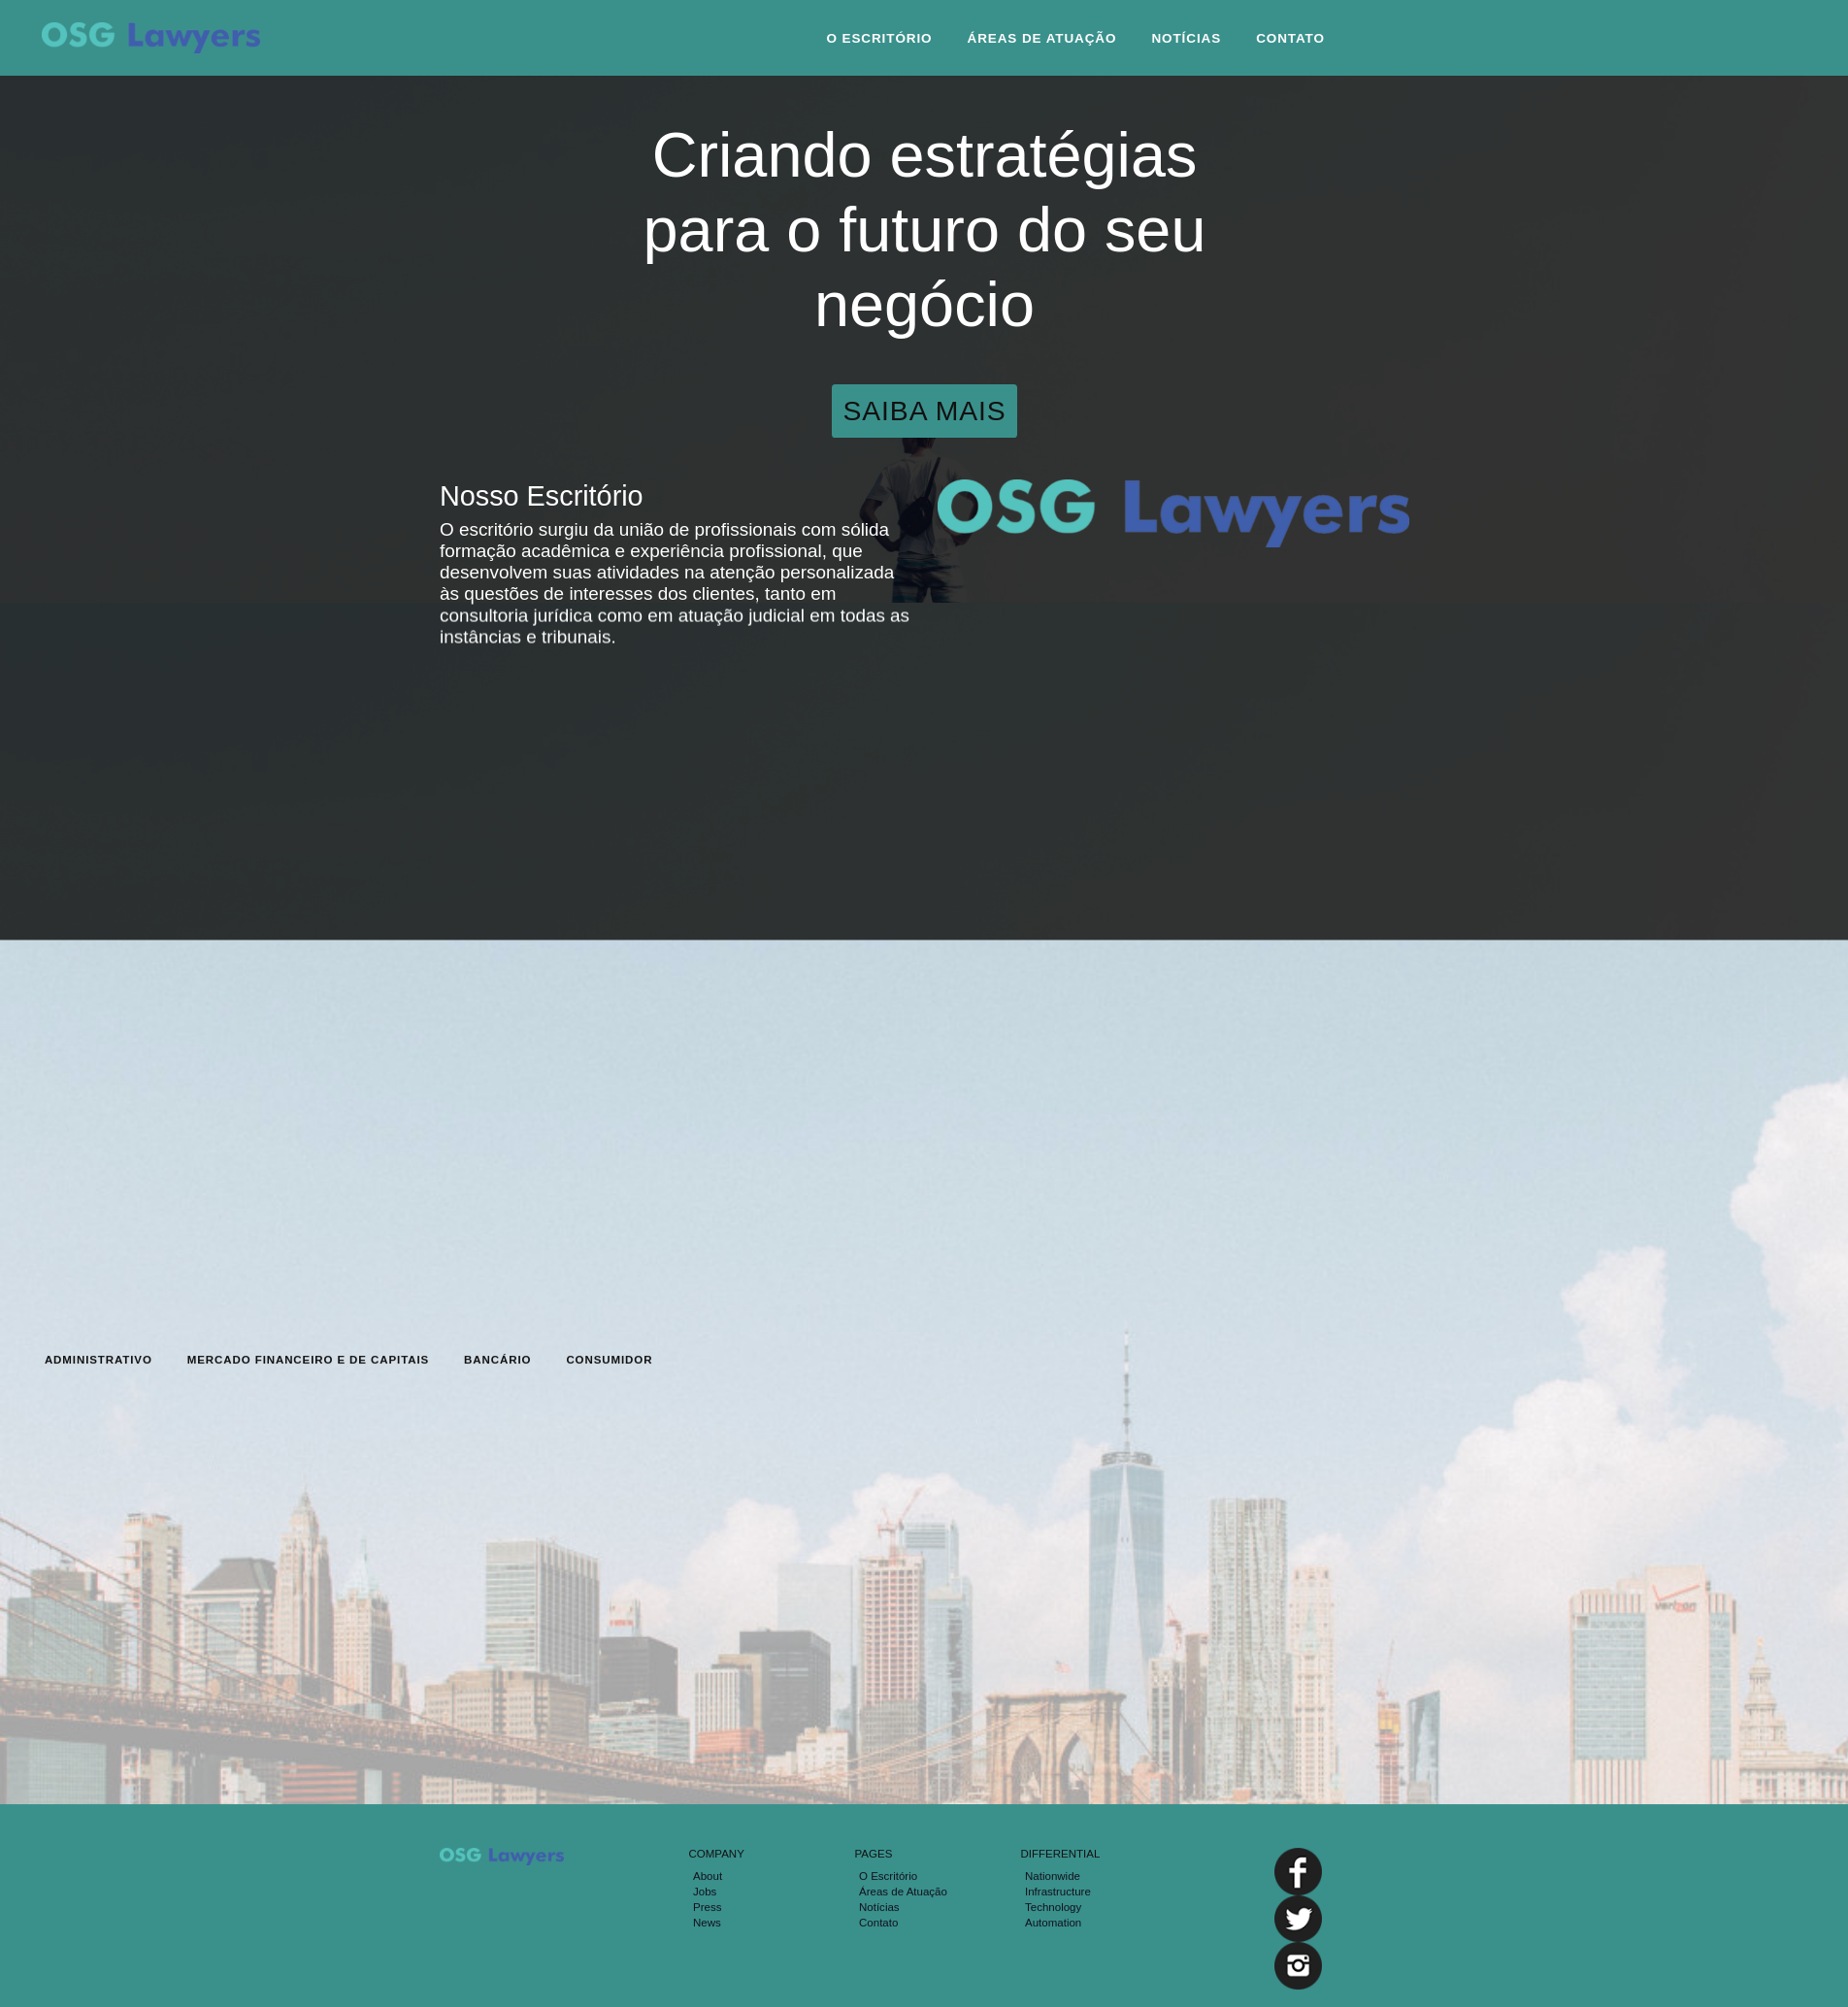 OSG Lawyers
O ESCRITÓRIO
ÁREAS DE ATUAÇÃO
NOTÍCIAS
CONTATO
Criando estratégias
para o futuro do seu
negócio
SAIBA MAIS
Nosso Escritório
O escritório surgiu da união de profissionais com sólida
formação acadêmica e experiência profissional, que
desenvolvem suas atividades na atenção personalizada
às questões de interesses dos clientes, tanto em
consultoria jurídica como em atuação judicial em todas as
instâncias e tribunais.
OSG Lawyers
ADMINISTRATIVO
MERCADO FINANCEIRO E DE CAPITAIS
BANCÁRIO
CONSUMIDOR
verizon
OSG Lawyers
COMPANY
About
Jobs
Press
News
PAGES
O Escritório
Áreas de Atuação
Notícias
Contato
DIFFERENTIAL
Nationwide
Infrastructure
Technology
Automation